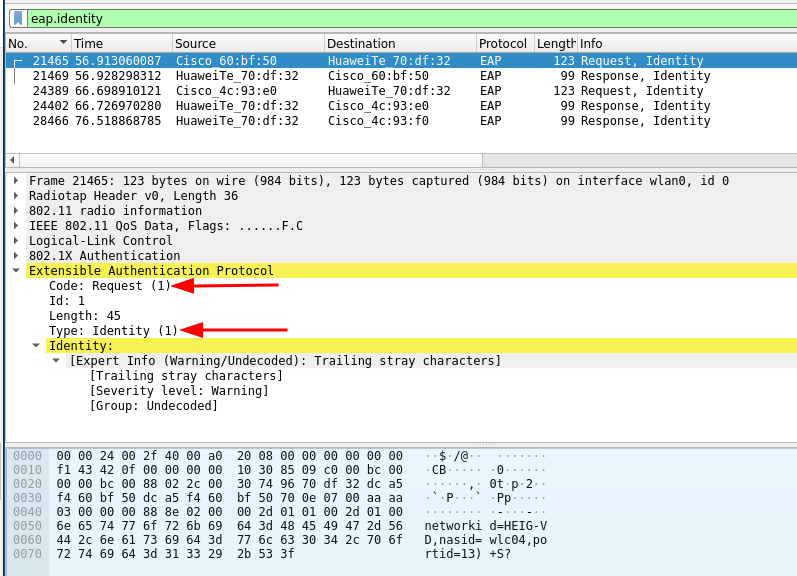 eap.identity
No. Time Source Destination Protocol Length Info
21465 56.913060087 Cisco_60:bf:50 HuaweiTe_70:df:32 EAP 123 Request, Identity
21469 56.928298312 HuaweiTe_70:df:32 Cisco_60:bf:50 EAP 99 Response, Identity
24389 66.698910121 Cisco_4c:93:e0 HuaweiTe_70:df:32 EAP 123 Request, Identity
24402 66.726970280 HuaweiTe_70:df:32 Cisco_4c:93:e0 EAP 99 Response, Identity
28466 76.518868785 HuaweiTe_70:df:32 Cisco_4c:93:f0 EAP 99 Response, Identity
Frame 21465: 123 bytes on wire (984 bits), 123 bytes captured (984 bits) on interface wlan0, id 0
Radiotap Header v0, Length 36
802.11 radio information
IEEE 802.11 QoS Data, Flags: ......F.C
Logical-Link Control
802.1X Authentication
Extensible Authentication Protocol
Code: Request (1)
Id: 1
Length: 45
Type: Identity (1)
Identity:
[Expert Info (Warning/Undecoded): Trailing stray characters]
[Trailing stray characters]
[Severity level: Warning]
[Group: Undecoded]
0000 00 00 24 00 2f 40 00 a0 20 08 00 00 00 00 00 00 ··$·/@·· ·······
0010 f1 43 42 0f 00 00 00 00 10 30 85 09 c0 00 bc 00 ·CB····· ·0······
0020 00 00 bc 00 88 02 2c 00 30 74 96 70 df 32 dc a5 ······,· 0t·p·2··
0030 f4 60 bf 50 dc a5 f4 60 bf 50 70 0e 07 00 aa aa ·`·P···` ·Pp·····
0040 03 00 00 00 88 8e 02 00 00 2d 01 01 00 2d 01 00 ········ ·-···-··
0050 6e 65 74 77 6f 72 6b 69 64 3d 48 45 49 47 2d 56 networki d=HEIG-V
0060 44 2c 6e 61 73 69 64 3d 77 6c 63 30 34 2c 70 6f D,nasid= wlc04,po
0070 72 74 69 64 3d 31 33 29 2b 53 3f rtid=13) +S?